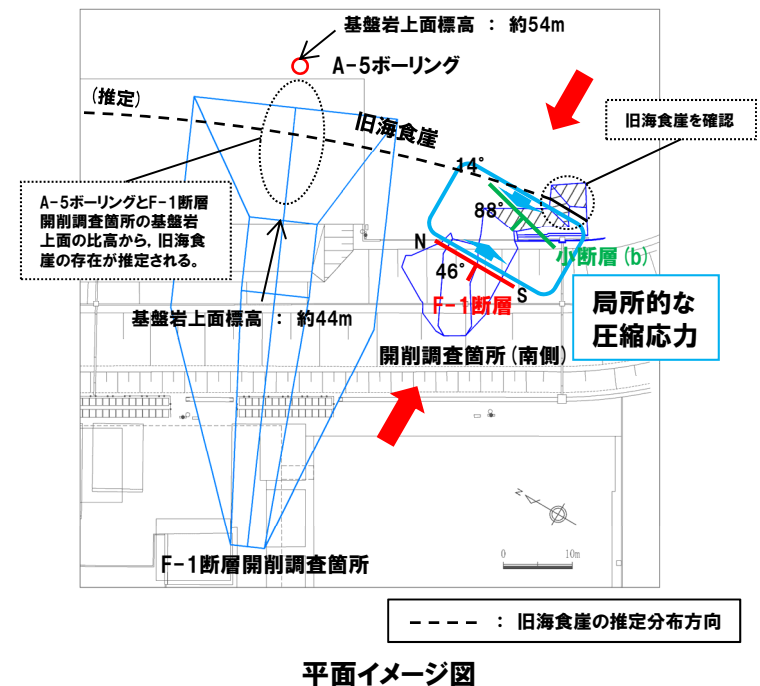 基盤岩上面標高 : 約54m
A-5ボーリング
(推定)
旧海食崖
旧海食崖を確認
A-5ボーリングとF-1断層
開削調査箇所の基盤岩
上面の比高から，旧海食
崖の存在が推定される。
14°
88°
N
小断層(b)
46°
S
F-1断層
基盤岩上面標高 : 約44m
局所的な
圧縮応力
開削調査箇所(南側)
N
0 10m
F-1断層開削調査箇所
---- : 旧海食崖の推定分布方向
平面イメージ図